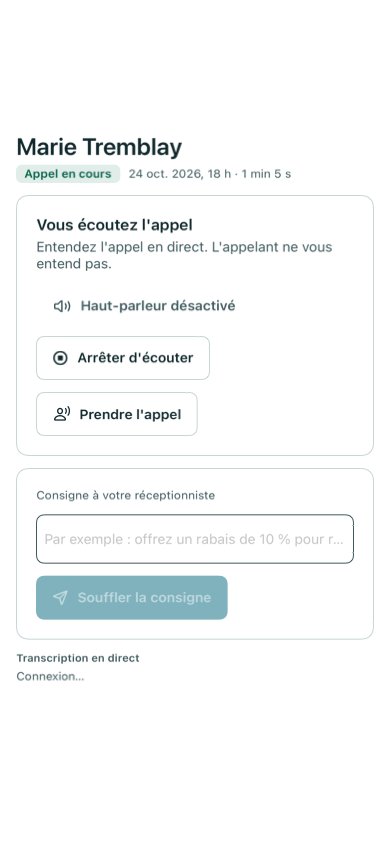 Marie Tremblay
Appel en cours 24 oct. 2026, 18 h · 1 min 5 s
Vous écoutez l'appel
Entendez l'appel en direct. L'appelant ne vous
entend pas.
Haut-parleur désactivé
Arrêter d'écouter
Prendre l'appel
Consigne à votre réceptionniste
Par exemple : offrez un rabais de 10 % pour r...
Souffler la consigne
Transcription en direct
Connexion...